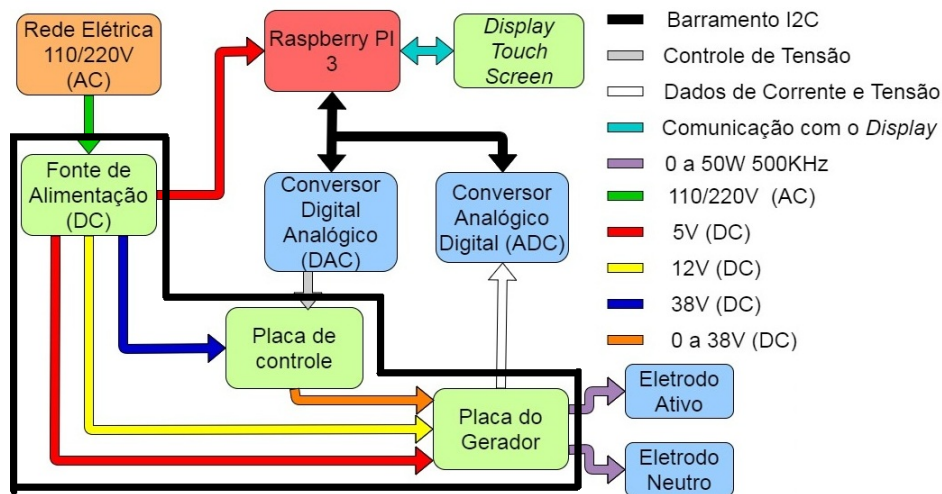 Rede Elétrica
110/220V
(AC)
Raspberry PI
3
Display
Touch
Screen
Fonte de
Alimentação
(DC)
Conversor
Digital
Analógico
(DAC)
Conversor
Analógico
Digital (ADC)
Placa de
controle
Placa do
Gerador
Eletrodo
Ativo
Eletrodo
Neutro
Barramento I2C
Controle de Tensão
Dados de Corrente e Tensão
Comunicação com o Display
0 a 50W 500KHz
110/220V (AC)
5V (DC)
12V (DC)
38V (DC)
0 a 38V (DC)